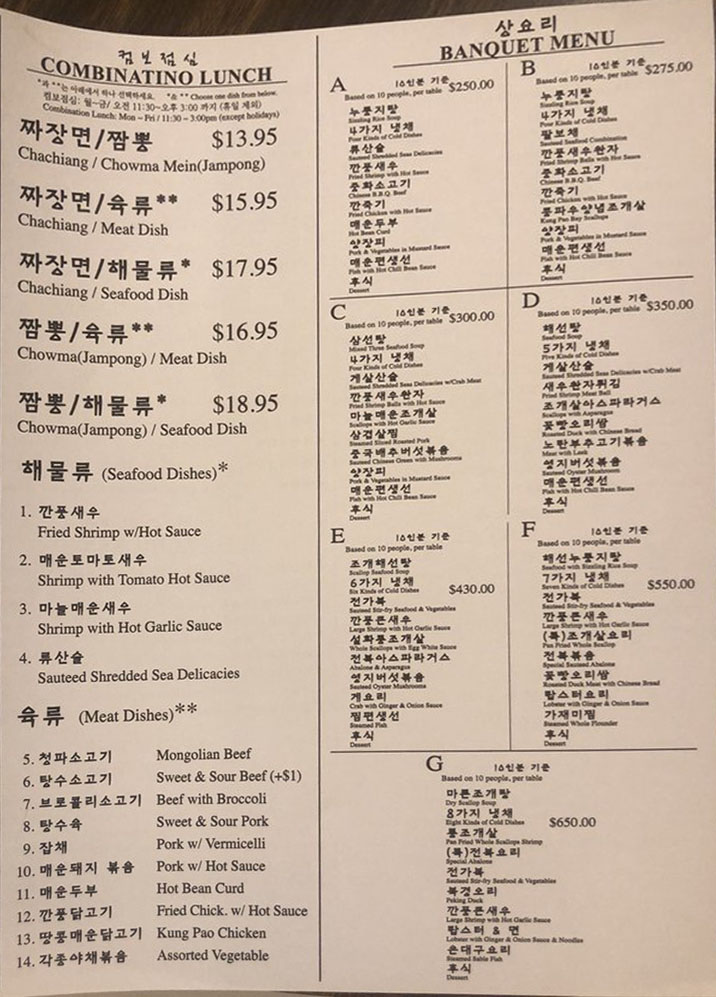 컴보점심
COMBINATINO LUNCH
*과 **는 아래에서 하나 선택하세요. *& ** Choose one dish from below.
컴보점심: 월~금/ 오전 11:30~오후 3:00 까지 (휴일 제외)
Combination Lunch: Mon ~ Fri / 11:30 ~ 3:00pm (except holidays)
짜장면/짬뽕 $13.95
Chachiang / Chowma Mein(Jampong)
짜장면/육류** $15.95
Chachiang / Meat Dish
짜장면/해물류* $17.95
Chachiang / Seafood Dish
짬뽕/육류** $16.95
Chowma(Jampong) / Meat Dish
짬뽕/해물류* $18.95
Chowma(Jampong) / Seafood Dish
해물류 (Seafood Dishes)*
1. 깐풍새우
Fried Shrimp w/Hot Sauce
2. 매운토마토새우
Shrimp with Tomato Hot Sauce
3. 마늘매운새우
Shrimp with Hot Garlic Sauce
4. 류산슬
Sauteed Shredded Sea Delicacies
육류 (Meat Dishes)**
5. 청파소고기 Mongolian Beef
6. 탕수소고기 Sweet & Sour Beef (+$1)
7. 브로콜리소고기 Beef with Broccoli
8. 탕수육 Sweet & Sour Pork
9. 잡채 Pork w/ Vermicelli
10. 매운돼지 볶음 Pork w/ Hot Sauce
11. 매운두부 Hot Bean Curd
12. 깐풍닭고기 Fried Chick. w/ Hot Sauce
13. 땅콩매운닭고기 Kung Pao Chicken
14. 각종야채볶음 Assorted Vegetable
상요리
BANQUET MENU
A 10인분 기준 $250.00
Based on 10 people, per table
누룽지탕
Sizzling Rice Soup
4가지 냉채
Four Kinds of Cold Dishes
류산슬
Sauteed Shredded Seas Delicacies
깐풍새우
Fried Shrimp with Hot Sauce
중화소고기
Chinese B.B.Q. Beef
깐죽기
Fried Chicken with Hot Sauce
매운두부
Hot Bean Curd
양장피
Pork & Vegetables in Mustard Sauce
매운편생선
Fish with Hot Chili Bean Sauce
후식
Dessert
B 10인분 기준 $275.00
Based on 10 people, per table
누룽지탕
Sizzling Rice Soup
4가지 냉채
Four Kinds of Cold Dishes
팔보채
Sauteed Seafood Combination
깐풍새우완자
Fried Shrimp Balls with Hot Sauce
중화소고기
Chinese B.B.Q. Beef
깐죽기
Fried Chicken with Hot Sauce
통파우양념조개살
Kung Pao Bay Scallops
양장피
Pork & Vegetables in Mustard Sauce
매운편생선
Fish with Hot Chili Bean Sauce
후식
Dessert
C 10인분 기준 $300.00
Based on 10 people, per table
삼선탕
Mixed Three Seafood Soup
4가지 냉채
Four Kinds of Cold Dishes
게살산슬
Sauteed Shredded Seas Delicacies w/Crab Meat
깐풍새우완자
Fried Shrimp Balls with Hot Sauce
마늘매운조개살
Scallops with Hot Garlic Sauce
삼겹살찜
Steamed Sliced Roasted Pork
중국배추버섯볶음
Sauteed Chinese Green with Mushrooms
양장피
Pork & Vegetables in Mustard Sauce
매운편생선
Fish with Hot Chili Bean Sauce
후식
Dessert
D 10인분 기준 $350.00
Based on 10 people, per table
해선탕
Seafood Soup
5가지 냉채
Five Kinds of Cold Dishes
게살산슬
Sauteed Shredded Seas Delicacies w/Crab Meat
새우완자튀김
Fried Shrimp Meat Ball
조개살아스파라거스
Scallops with Asparagus
꽃빵오리쌈
Roasted Duck with Chinese Bread
노란부추고기볶음
Meat with Leek
영지버섯볶음
Sauteed Oyster Mushroom
매운편생선
Fish with Hot Chili Bean Sauce
후식
Dessert
E 10인분 기준
Based on 10 people, per table
조개해선탕
Scallop Seafood Soup
6가지 냉채 $430.00
Six Kinds of Cold Dishes
전가복
Sauteed Stir-fry Seafood & Vegetables
깐풍큰새우
Large Shrimp with Hot Garlic Sauce
설화통조개살
Whole Scallops with Egg White Sauce
전복아스파라거스
Abalone & Asparagus
영지버섯볶음
Sauteed Oyster Mushrooms
게요리
Crab with Ginger & Onion Sauce
찜편생선
Steamed Fish
후식
Dessert
F 10인분 기준
Based on 10 people, per table
해선누룽지탕
Seafood with Sizzling Rice Soup
7가지 냉채 $550.00
Seven Kinds of Cold Dishes
전가복
Sauteed Stir-fry Seafood & Vegetables
깐풍큰새우
Large Shrimp with Hot Garlic Sauce
(특)조개살요리
Pan Fried Whole Scallop
전복볶음
Special Sauteed Abalone
꽃빵오리쌈
Roasted Duck Meat with Chinese Bread
랍스터요리
Lobster with Ginger & Onion Sauce
가재미찜
Steamed Whole Flounder
후식
Dessert
G 10인분 기준
Based on 10 people, per table
마른조개탕
Dry Scallop Soup
8가지 냉채 $650.00
Eight Kinds of Cold Dishes
통조개살
Pan Fried Whole Scallops Shrimp
(특)전복요리
Special Abalone
전가복
Sauteed Stir-fry Seafood & Vegetables
북경오리
Peking Duck
깐풍큰새우
Large Shrimp with Hot Garlic Sauce
랍스터 & 면
Lobster with Ginger & Onion Sauce & Noodles
은대구요리
Steamed Sable Fish
후식
Dessert